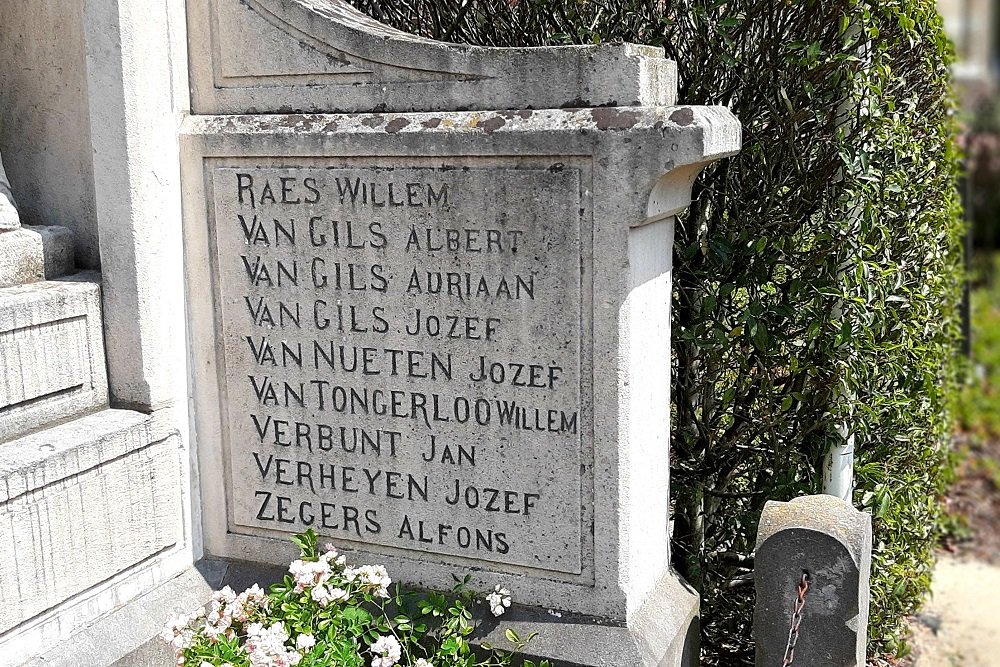 RAES WILLEM
VAN GILS ALBERT
VAN GILS ADRIAAN
VAN GILS JOZEF
VAN NUETEN JOZEF
VAN TONGERLOO WILLEM
VERBUNT JAN
VERHEYEN JOZEF
ZEGERS ALFONS